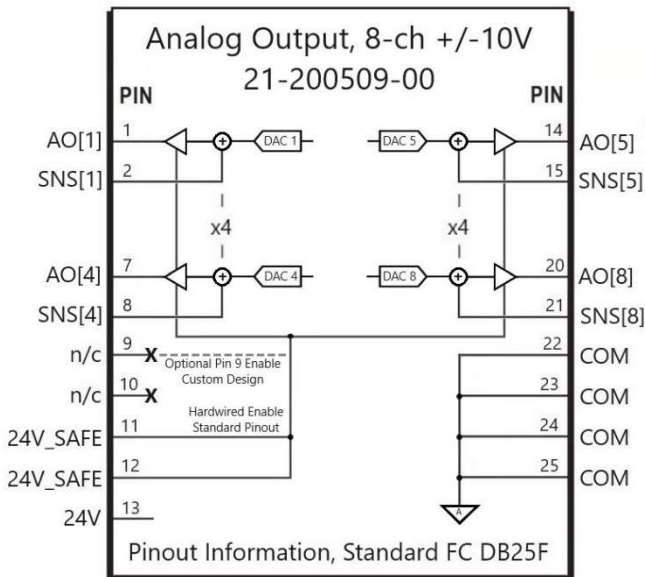 Analog Output, 8-ch +/-10V
21-200509-00
PIN
PIN
AO[1] 1 DAC 1 DAC 5 14 AO[5]
SNS[1] 2 15 SNS[5]
x4 x4
AO[4] 7 DAC 4 DAC 8 20 AO[8]
SNS[4] 8 21 SNS[8]
n/c 9 X 22 COM
Optional Pin 9 Enable
Custom Design
n/c 10 X 23 COM
Hardwired Enable
Standard Pinout
24V_SAFE 11 24 COM
24V_SAFE 12 25 COM
A
24V 13
Pinout Information, Standard FC DB25F